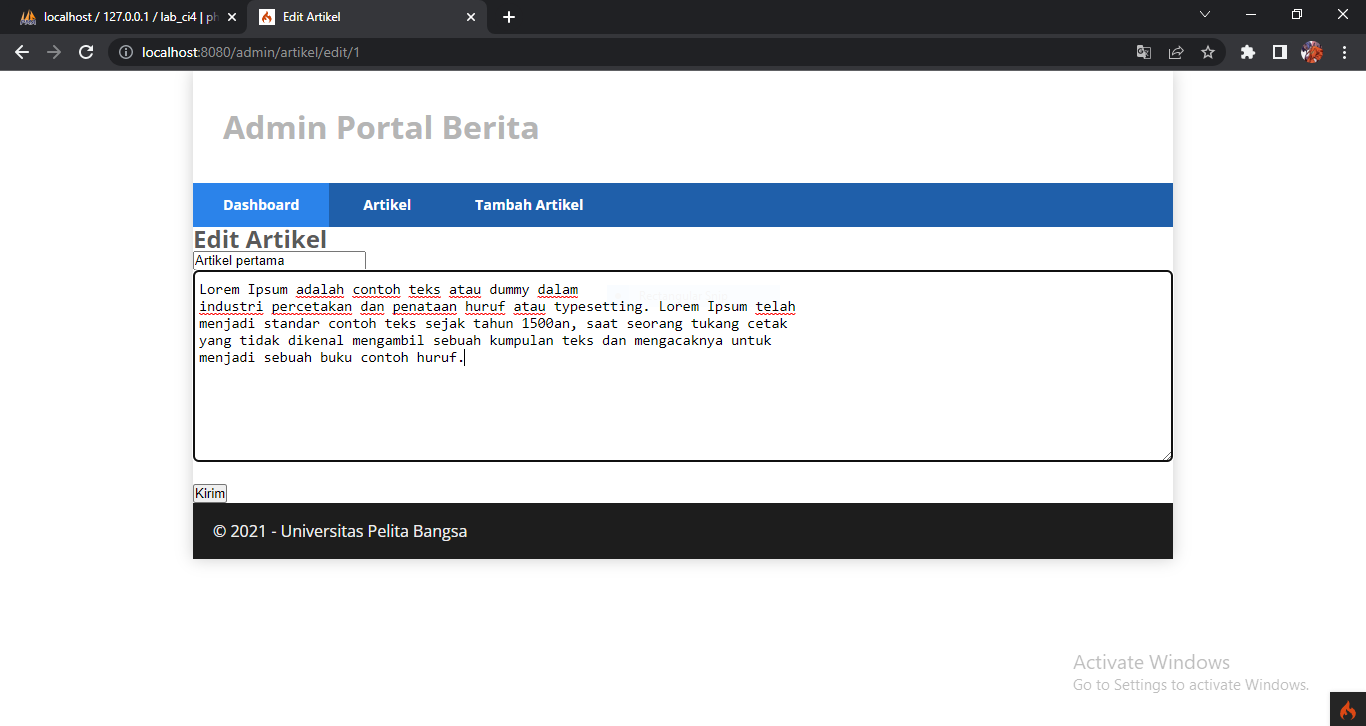 localhost / 127.0.0.1 / lab_ci4 | ph
Edit Artikel
localhost:8080/admin/artikel/edit/1
Admin Portal Berita
Dashboard
Artikel
Tambah Artikel
Edit Artikel
Artikel pertama
Lorem Ipsum adalah contoh teks atau dummy dalam
industri percetakan dan penataan huruf atau typesetting. Lorem Ipsum telah
menjadi standar contoh teks sejak tahun 1500an, saat seorang tukang cetak
yang tidak dikenal mengambil sebuah kumpulan teks dan mengacaknya untuk
menjadi sebuah buku contoh huruf.
Kirim
© 2021 - Universitas Pelita Bangsa
Activate Windows
Go to Settings to activate Windows.